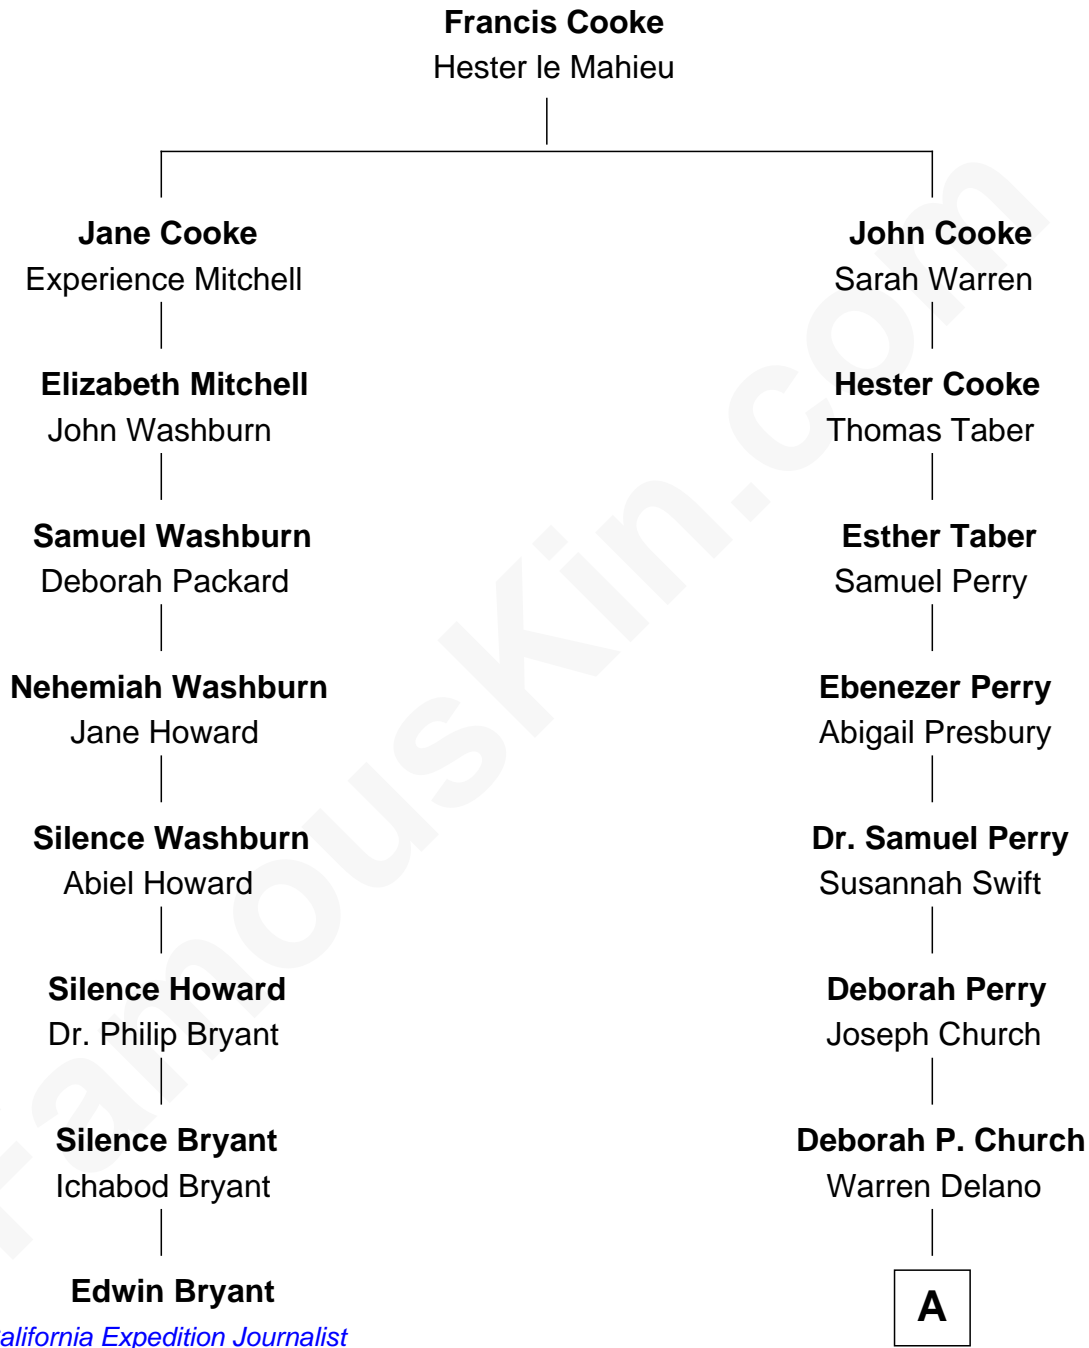 Francis Cooke
Hester le Mahieu
Jane Cooke
Experience Mitchell
John Cooke
Sarah Warren
Elizabeth Mitchell
John Washburn
Hester Cooke
Thomas Taber
Samuel Washburn
Deborah Packard
Esther Taber
Samuel Perry
Nehemiah Washburn
Jane Howard
Ebenezer Perry
Abigail Presbury
Silence Washburn
Abiel Howard
Dr. Samuel Perry
Susannah Swift
Silence Howard
Dr. Philip Bryant
Deborah Perry
Joseph Church
Silence Bryant
Ichabod Bryant
Deborah P. Church
Warren Delano
Edwin Bryant
alifornia Expedition Journalist
A
FamousKin.com